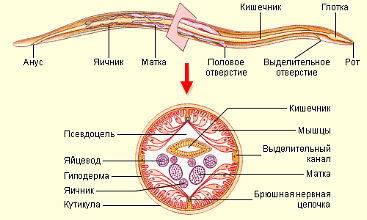 Кишечник
Глотка
Анус
Яичник
Матка
Половое
отверстие
Выделительное
отверстие
Рот
Псевдоцель
Яйцевод
Гиподерма
Яичник
Кутикула
Кишечник
Мышцы
Выделительный
канал
Матка
Брюшная нервная
цепочка